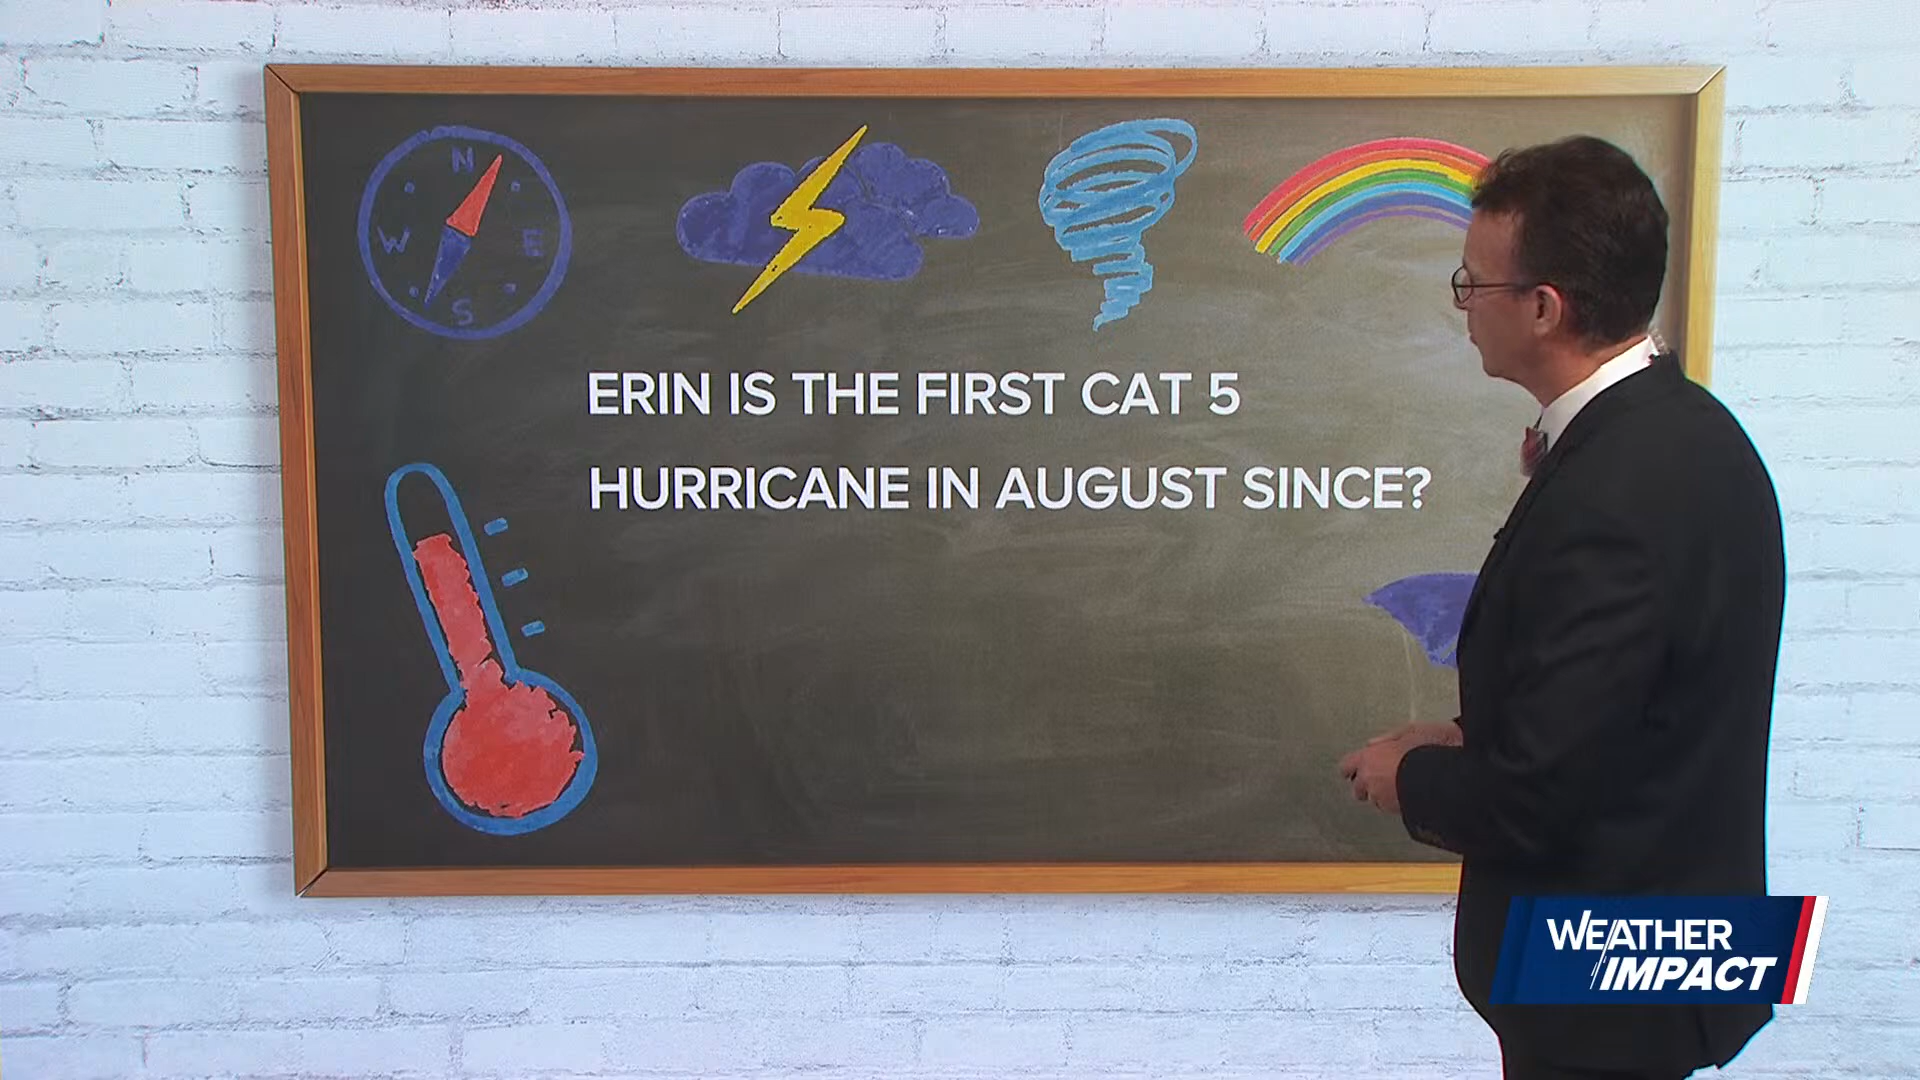 N
W
E
S
ERIN IS THE FIRST CAT 5
HURRICANE IN AUGUST SINCE?
WEATHER
IMPACT